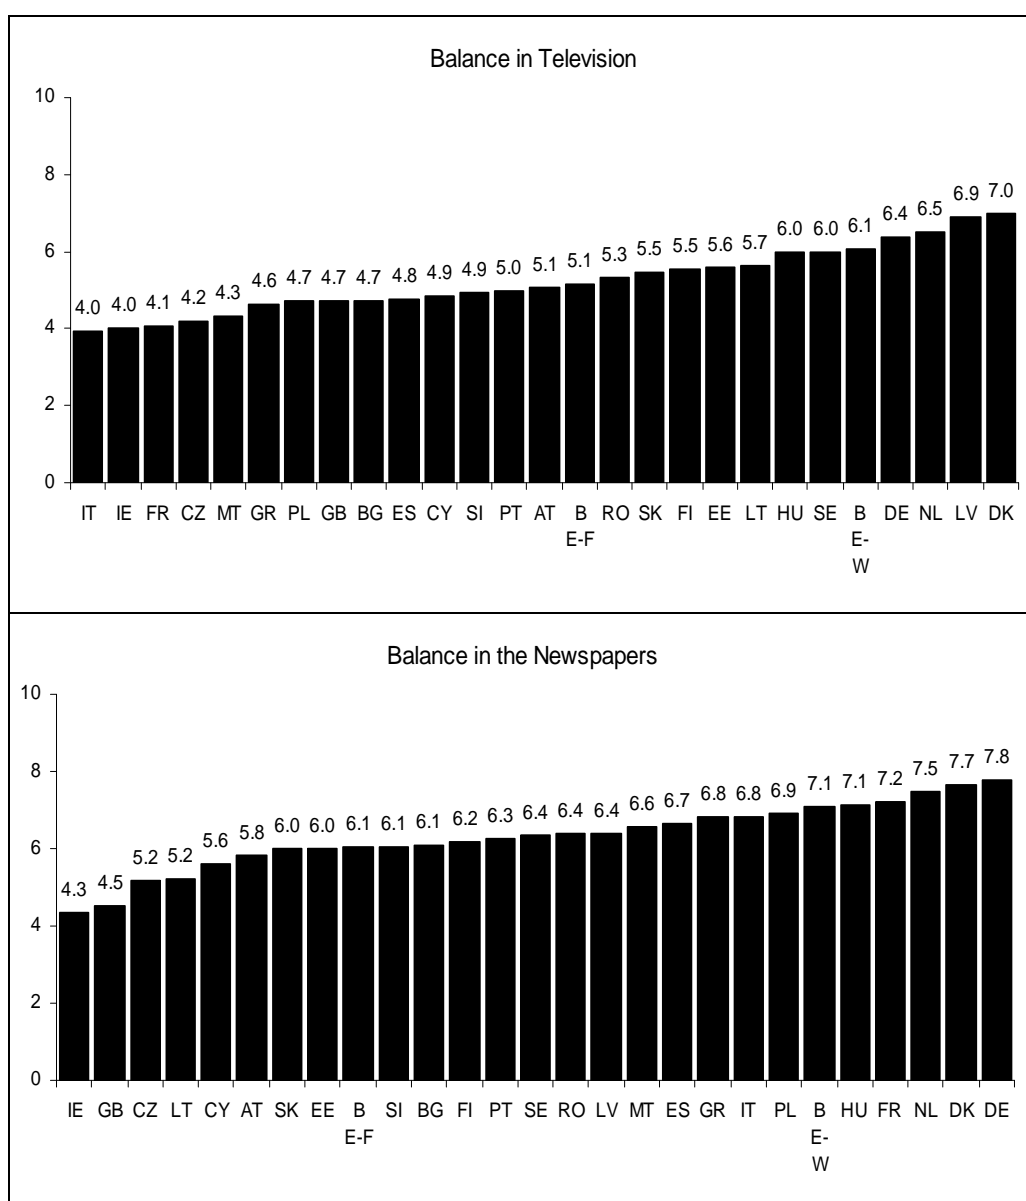 Balance in Television
10
8
6
4
2
0
4.0 4.0 4.1 4.2 4.3 4.6 4.7 4.7 4.7 4.8 4.9 4.9 5.0 5.1 5.1 5.3 5.5 5.5 5.6 5.7 6.0 6.0 6.1 6.4 6.5 6.9 7.0
IT IE FR CZ MT GR PL GB BG ES CY SI PT AT B RO SK FI EE LT HU SE B DE NL LV DK
E-F E-
W
Balance in the Newspapers
10
8
6
4
2
0
4.3 4.5 5.2 5.2 5.6 5.8 6.0 6.0 6.1 6.1 6.1 6.2 6.3 6.4 6.4 6.4 6.6 6.7 6.8 6.8 6.9 7.1 7.1 7.2 7.5 7.7 7.8
IE GB CZ LT CY AT SK EE B SI BG FI PT SE RO LV MT ES GR IT PL B HU FR NL DK DE
E-F E-
W